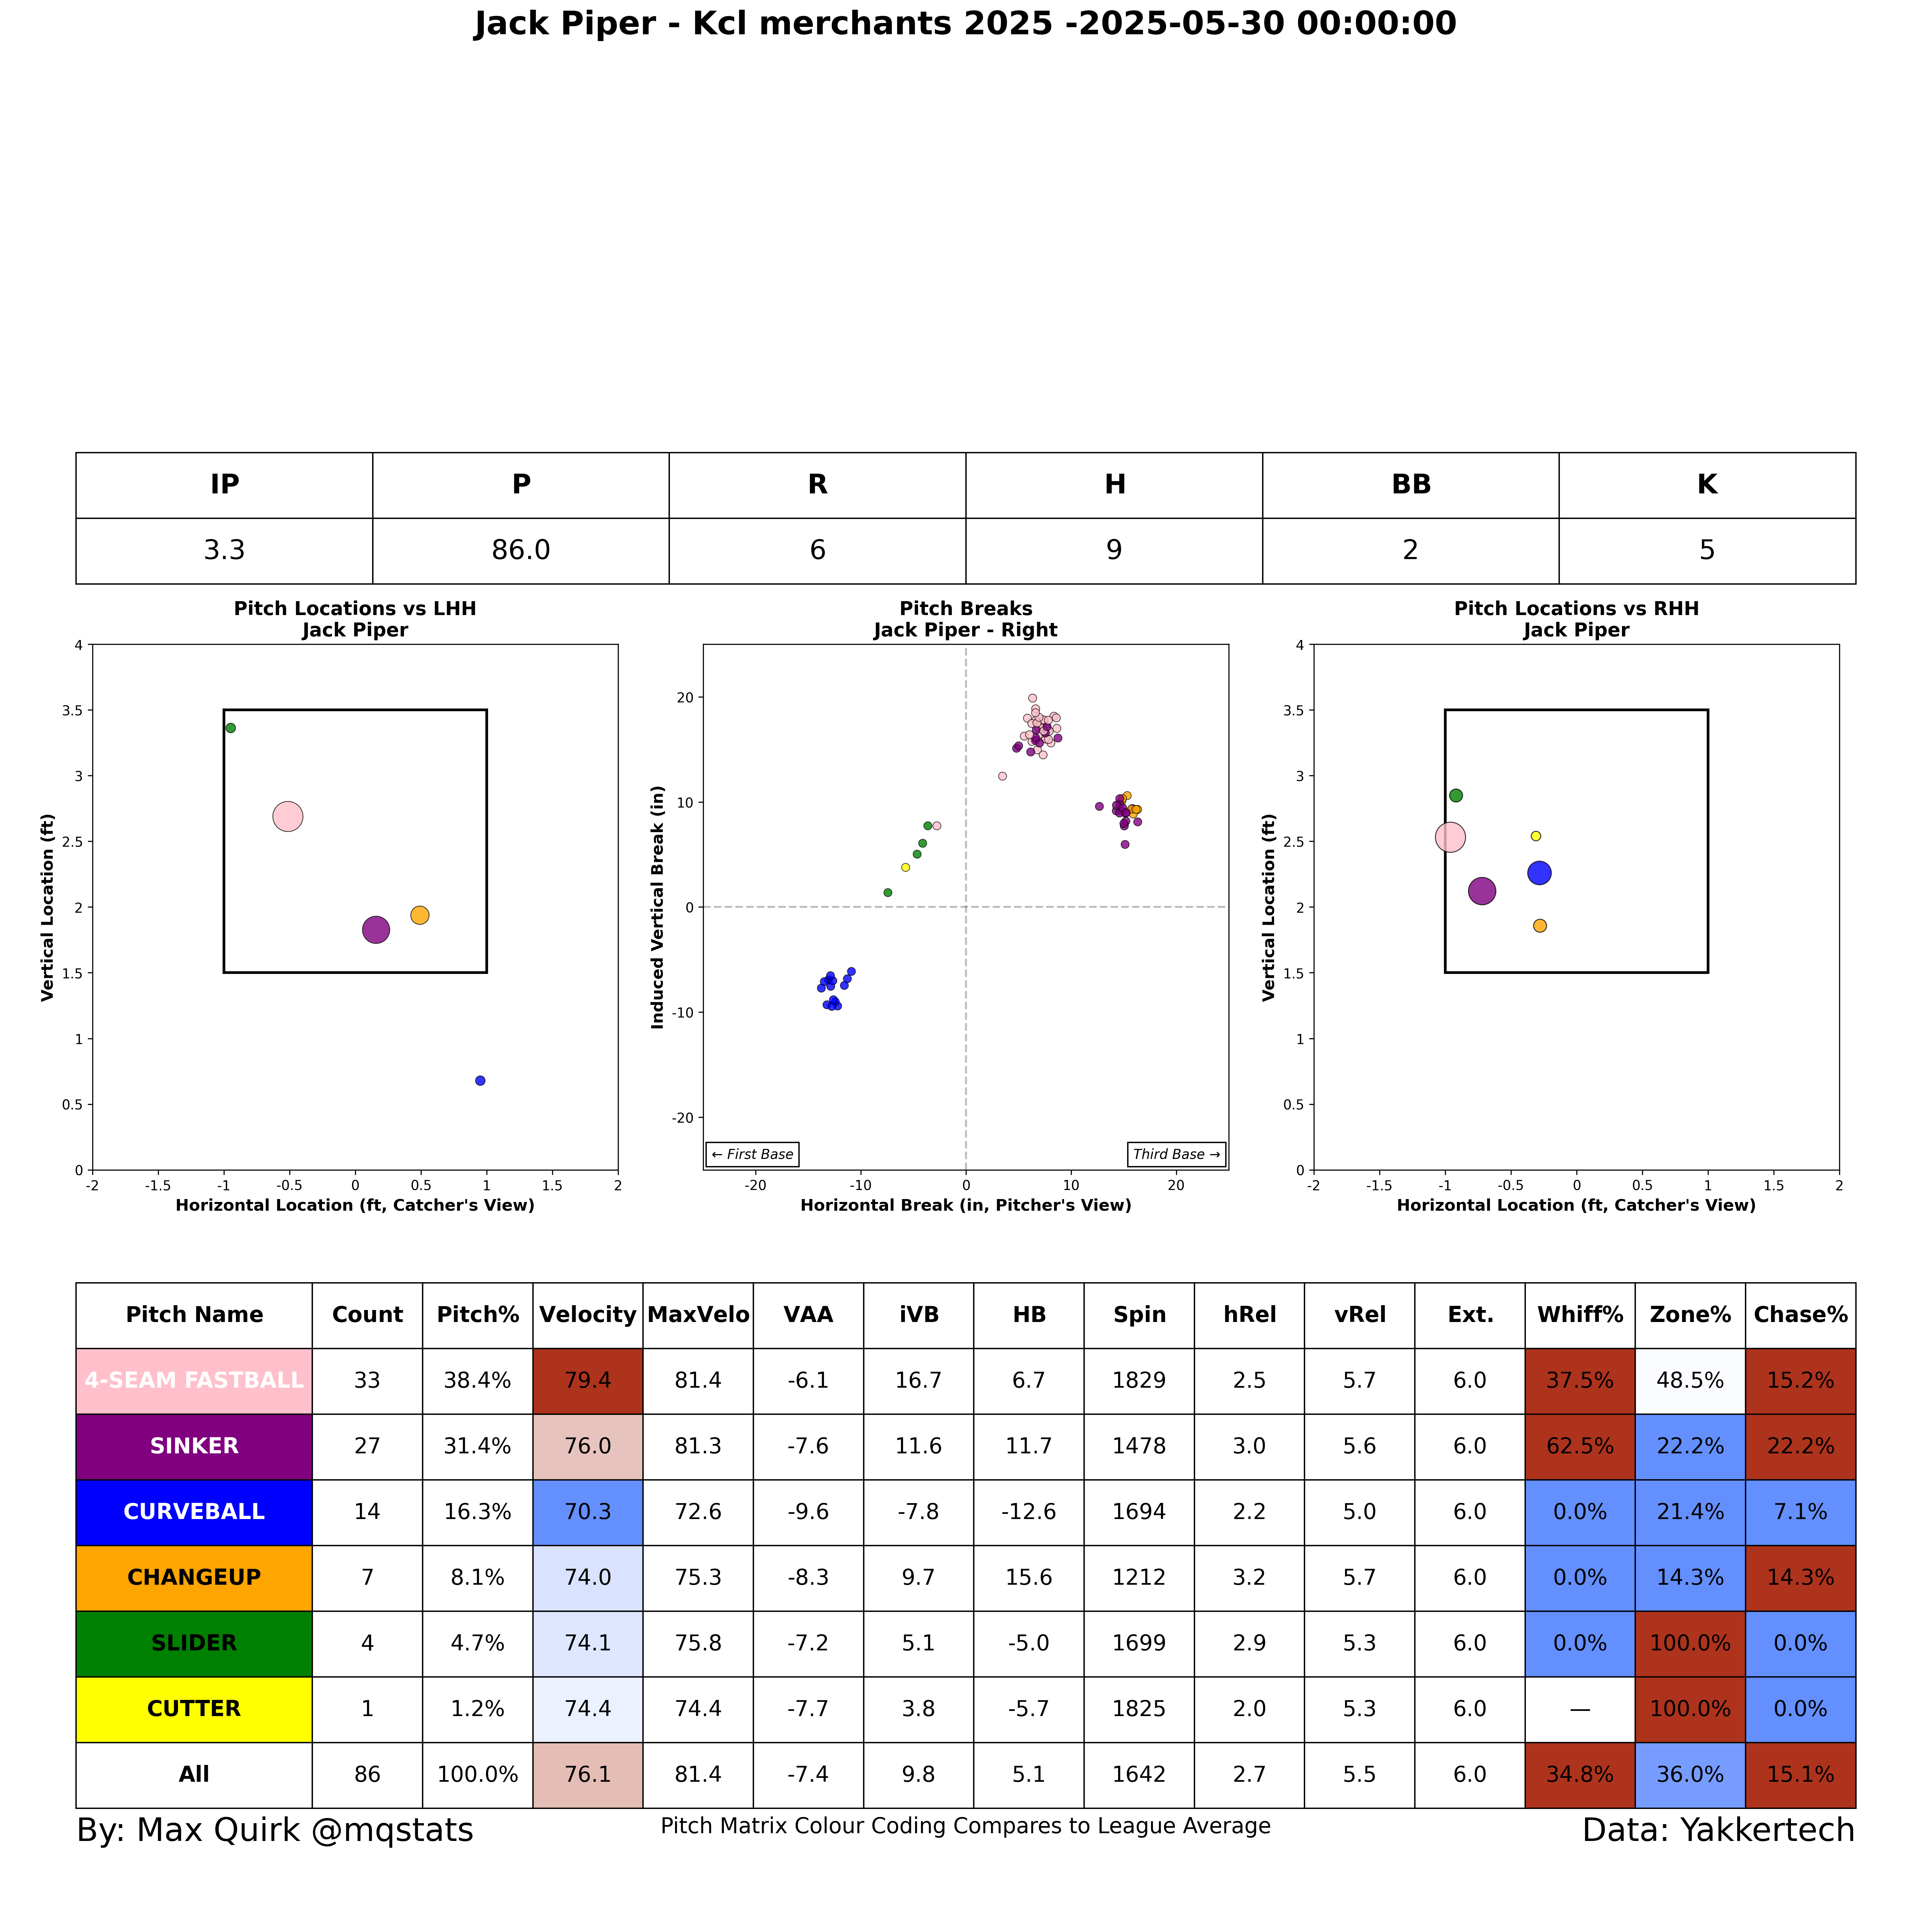 Jack Piper - Kcl merchants 2025 -2025-05-30 00:00:00
IP P R H BB K
3.3 86.0 6 9 2 5
Pitch Locations vs LHH
Jack Piper
4
3.5
3
2.5
2
1.5
1
0.5
0
-2 -1.5 -1 -0.5 0 0.5 1 1.5 2
Vertical Location (ft)
Horizontal Location (ft, Catcher's View)
Pitch Breaks
Jack Piper - Right
20
10
0
-10
-20
← First Base
Third Base →
-20 -10 0 10 20
Induced Vertical Break (in)
Horizontal Break (in, Pitcher's View)
Pitch Locations vs RHH
Jack Piper
4
3.5
3
2.5
2
1.5
1
0.5
0
-2 -1.5 -1 -0.5 0 0.5 1 1.5 2
Vertical Location (ft)
Horizontal Location (ft, Catcher's View)
Pitch Name Count Pitch% Velocity MaxVelo VAA iVB HB Spin hRel vRel Ext. Whiff% Zone% Chase%
4-SEAM FASTBALL 33 38.4% 79.4 81.4 -6.1 16.7 6.7 1829 2.5 5.7 6.0 37.5% 48.5% 15.2%
SINKER 27 31.4% 76.0 81.3 -7.6 11.6 11.7 1478 3.0 5.6 6.0 62.5% 22.2% 22.2%
CURVEBALL 14 16.3% 70.3 72.6 -9.6 -7.8 -12.6 1694 2.2 5.0 6.0 0.0% 21.4% 7.1%
CHANGEUP 7 8.1% 74.0 75.3 -8.3 9.7 15.6 1212 3.2 5.7 6.0 0.0% 14.3% 14.3%
SLIDER 4 4.7% 74.1 75.8 -7.2 5.1 -5.0 1699 2.9 5.3 6.0 0.0% 100.0% 0.0%
CUTTER 1 1.2% 74.4 74.4 -7.7 3.8 -5.7 1825 2.0 5.3 6.0 — 100.0% 0.0%
All 86 100.0% 76.1 81.4 -7.4 9.8 5.1 1642 2.7 5.5 6.0 34.8% 36.0% 15.1%
By: Max Quirk @mqstats
Pitch Matrix Colour Coding Compares to League Average
Data: Yakkertech